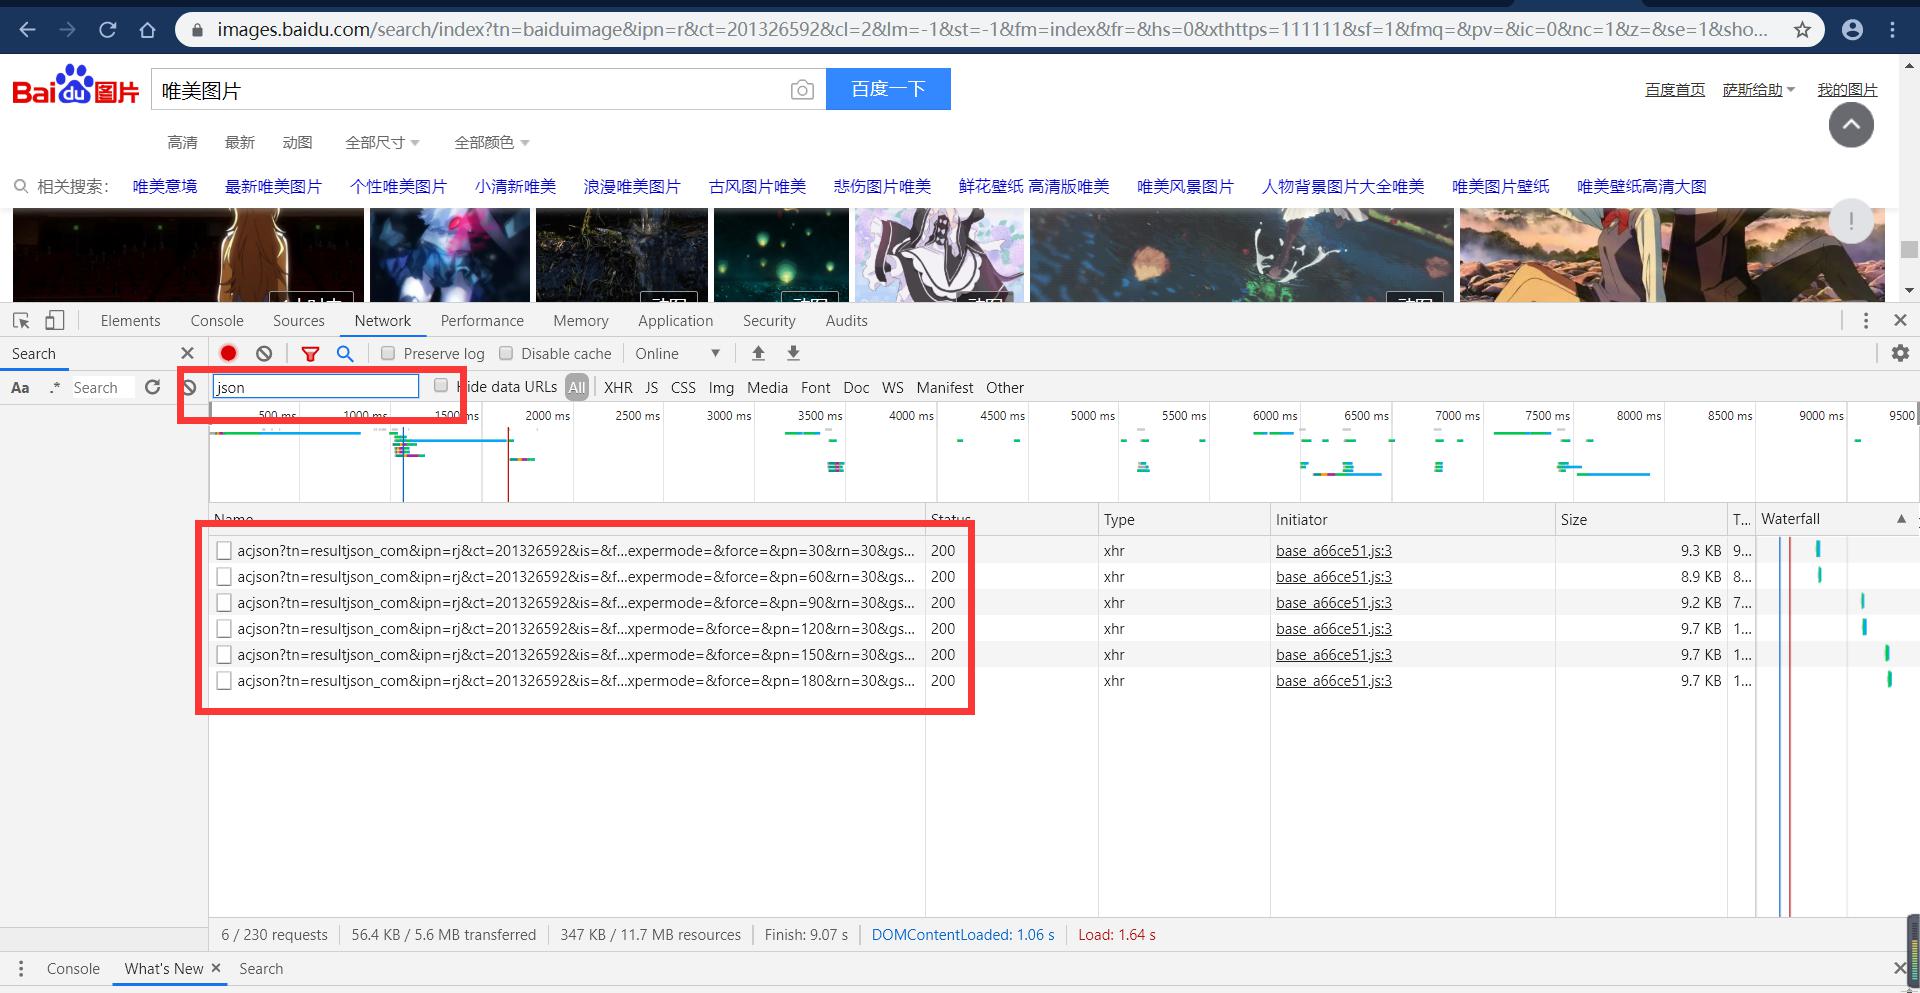 images.baidu.com/search/index?tn=baiduimage&ipn=r&ct=201326592&cl=2&lm=-1&st=-1&fm=index&fr=&hs=0&xthttps=111111&sf=1&fmq=&pv=&ic=0&nc=1&z=&se=1&sho...
Baidu图片 唯美图片 百度一下 百度首页 萨斯给助 我的图片
高清 最新 动图 全部尺寸 全部颜色
相关搜索: 唯美意境 最新唯美图片 个性唯美图片 小清新唯美 浪漫唯美图片 古风图片唯美 悲伤图片唯美 鲜花壁纸 高清版唯美 唯美风景图片 人物背景图片大全唯美 唯美图片壁纸 唯美壁纸高清大图
Elements Console Sources Network Performance Memory Application Security Audits
Search Preserve log Disable cache Online
Aa .* Search json Hide data URLs All XHR JS CSS Img Media Font Doc WS Manifest Other
500 ms 1000 ms 1500 ms 2000 ms 2500 ms 3000 ms 3500 ms 4000 ms 4500 ms 5000 ms 5500 ms 6000 ms 6500 ms 7000 ms 7500 ms 8000 ms 8500 ms 9000 ms 9500
Name Status Type Initiator Size T... Waterfall
acjson?tn=resultjson_com&ipn=rj&ct=201326592&is=&f...expermode=&force=&pn=30&rn=30&gs... 200 xhr base_a66ce51.js:3 9.3 KB 9...
acjson?tn=resultjson_com&ipn=rj&ct=201326592&is=&f...expermode=&force=&pn=60&rn=30&gs... 200 xhr base_a66ce51.js:3 8.9 KB 8...
acjson?tn=resultjson_com&ipn=rj&ct=201326592&is=&f...expermode=&force=&pn=90&rn=30&gs... 200 xhr base_a66ce51.js:3 9.2 KB 7...
acjson?tn=resultjson_com&ipn=rj&ct=201326592&is=&f...xpermode=&force=&pn=120&rn=30&gs... 200 xhr base_a66ce51.js:3 9.7 KB 1...
acjson?tn=resultjson_com&ipn=rj&ct=201326592&is=&f...xpermode=&force=&pn=150&rn=30&gs... 200 xhr base_a66ce51.js:3 9.7 KB 1...
acjson?tn=resultjson_com&ipn=rj&ct=201326592&is=&f...xpermode=&force=&pn=180&rn=30&gs... 200 xhr base_a66ce51.js:3 9.7 KB 1...
6 / 230 requests 56.4 KB / 5.6 MB transferred 347 KB / 11.7 MB resources Finish: 9.07 s DOMContentLoaded: 1.06 s Load: 1.64 s
Console What's New Search